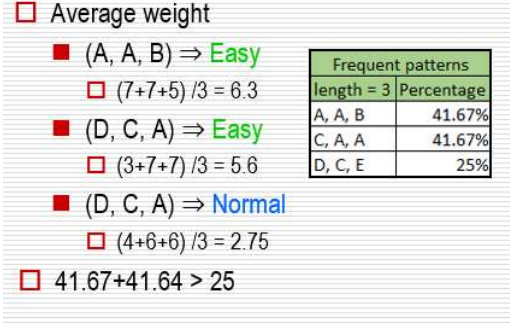 Average weight
(A, A, B) ⇒ Easy
(7+7+5) /3 = 6.3
(D, C, A) ⇒ Easy
(3+7+7) /3 = 5.6
(D, C, A) ⇒ Normal
(4+6+6) /3 = 2.75
41.67+41.64 > 25
Frequent patterns
length = 3 Percentage
A, A, B 41.67%
C, A, A 41.67%
D, C, E 25%